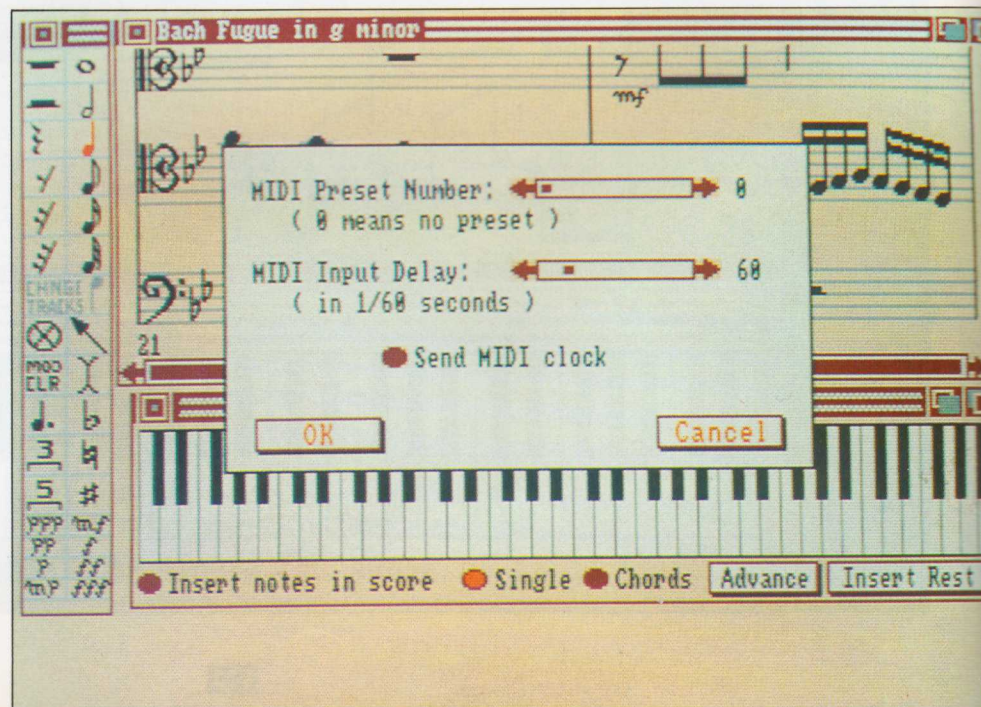 Bach Fugue in g minor
mf
MIDI Preset Number: 0
( 0 means no preset )
MIDI Input Delay: 60
( in 1/60 seconds )
Send MIDI clock
OK Cancel
CHNGE
TRACKS
21
MOD
CLR
3
5
ppp mf
pp f
p ff
mp fff
Insert notes in score Single Chords Advance Insert Rest